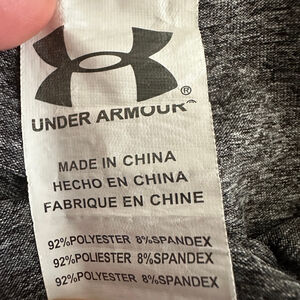 ®
UNDER ARMOUR
MADE IN CHINA
HECHO EN CHINA
FABRIQUE EN CHINE
92%POLYESTER 8%SPANDEX
92%POLYESTER 8%SPANDEX
92%POLYESTER 8%SPANDEX